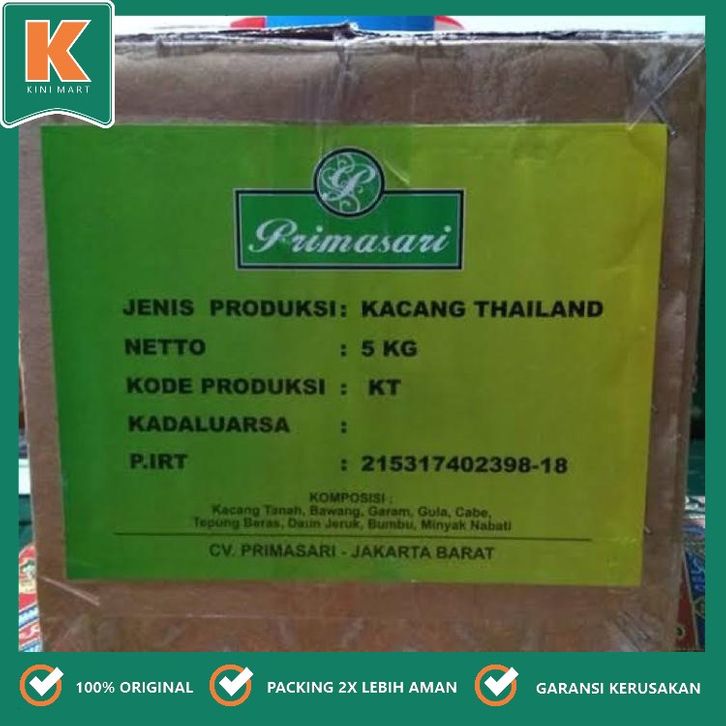 K
KINI MART
Primasari
JENIS PRODUKSI : KACANG THAILAND
NETTO : 5 KG
KODE PRODUKSI : KT
KADALUARSA :
P.IRT : 215317402398-18
KOMPOSISI :
Kacang Tanah, Bawang, Garam, Gula, Cabe,
Tepung Beras, Daun Jeruk, Bumbu, Minyak Nabati
CV. PRIMASARI - JAKARTA BARAT
100% ORIGINAL PACKING 2X LEBIH AMAN GARANSI KERUSAKAN